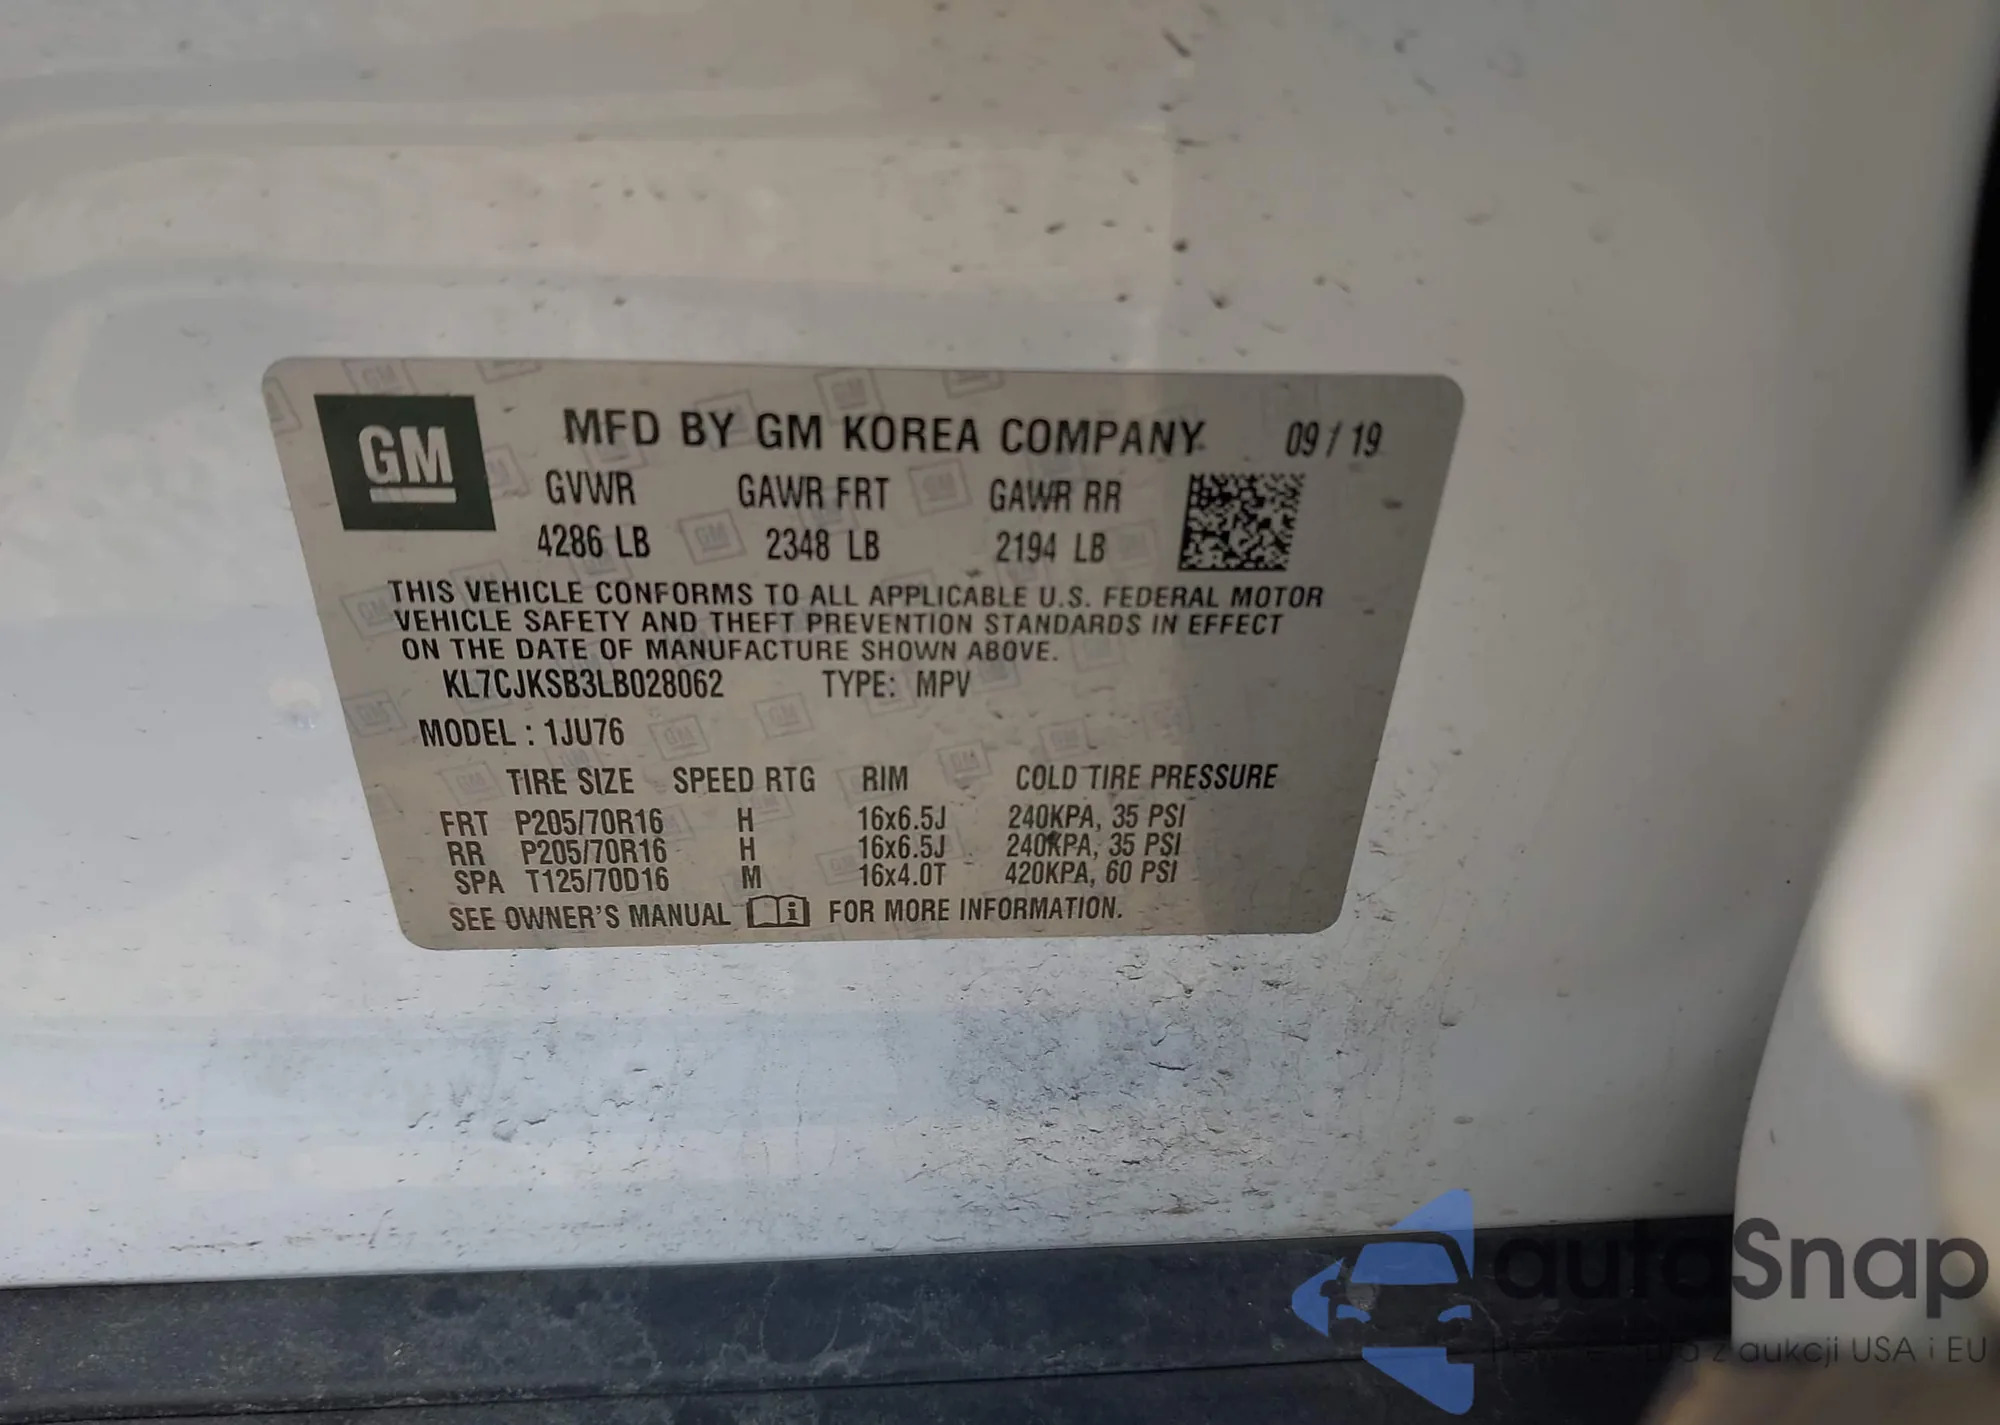 GM
MFD BY GM KOREA COMPANY 09 / 19
GVWR GAWR FRT GAWR RR
4286 LB 2348 LB 2194 LB
THIS VEHICLE CONFORMS TO ALL APPLICABLE U.S. FEDERAL MOTOR
VEHICLE SAFETY AND THEFT PREVENTION STANDARDS IN EFFECT
ON THE DATE OF MANUFACTURE SHOWN ABOVE.
KL7CJKSB3LB028062 TYPE: MPV
MODEL : 1JU76
TIRE SIZE SPEED RTG RIM COLD TIRE PRESSURE
FRT P205/70R16 H 16x6.5J 240KPA, 35 PSI
RR P205/70R16 H 16x6.5J 240KPA, 35 PSI
SPA T125/70D16 M 16x4.0T 420KPA, 60 PSI
SEE OWNER'S MANUAL i FOR MORE INFORMATION.
autoSnap
z aukcji USA i EU